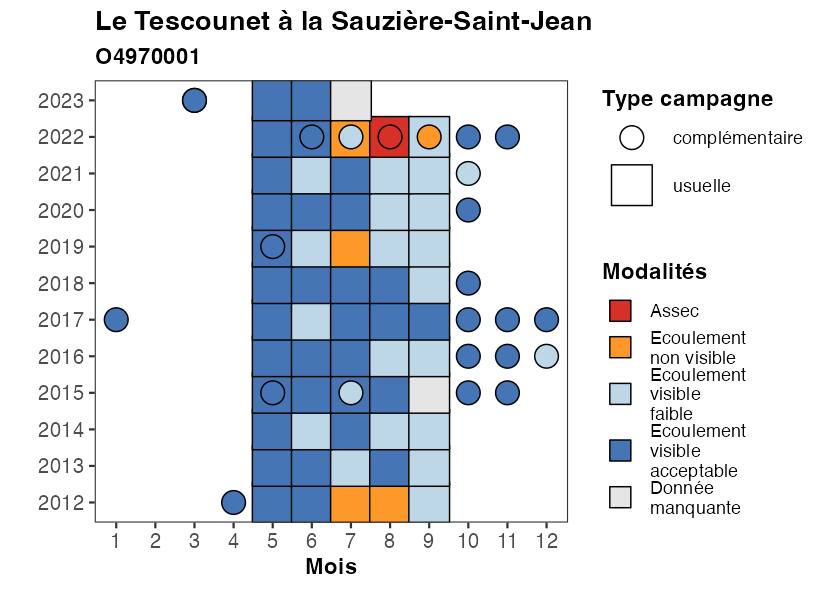 Le Tescounet à la Sauzière-Saint-Jean
O4970001
2023
2022
2021
2020
2019
2018
2017
2016
2015
2014
2013
2012
1 2 3 4 5 6 7 8 9 10 11 12
Mois
Type campagne
complémentaire
usuelle
Modalités
Assec
Ecoulement
non visible
Ecoulement
visible
faible
Ecoulement
visible
acceptable
Donnée
manquante